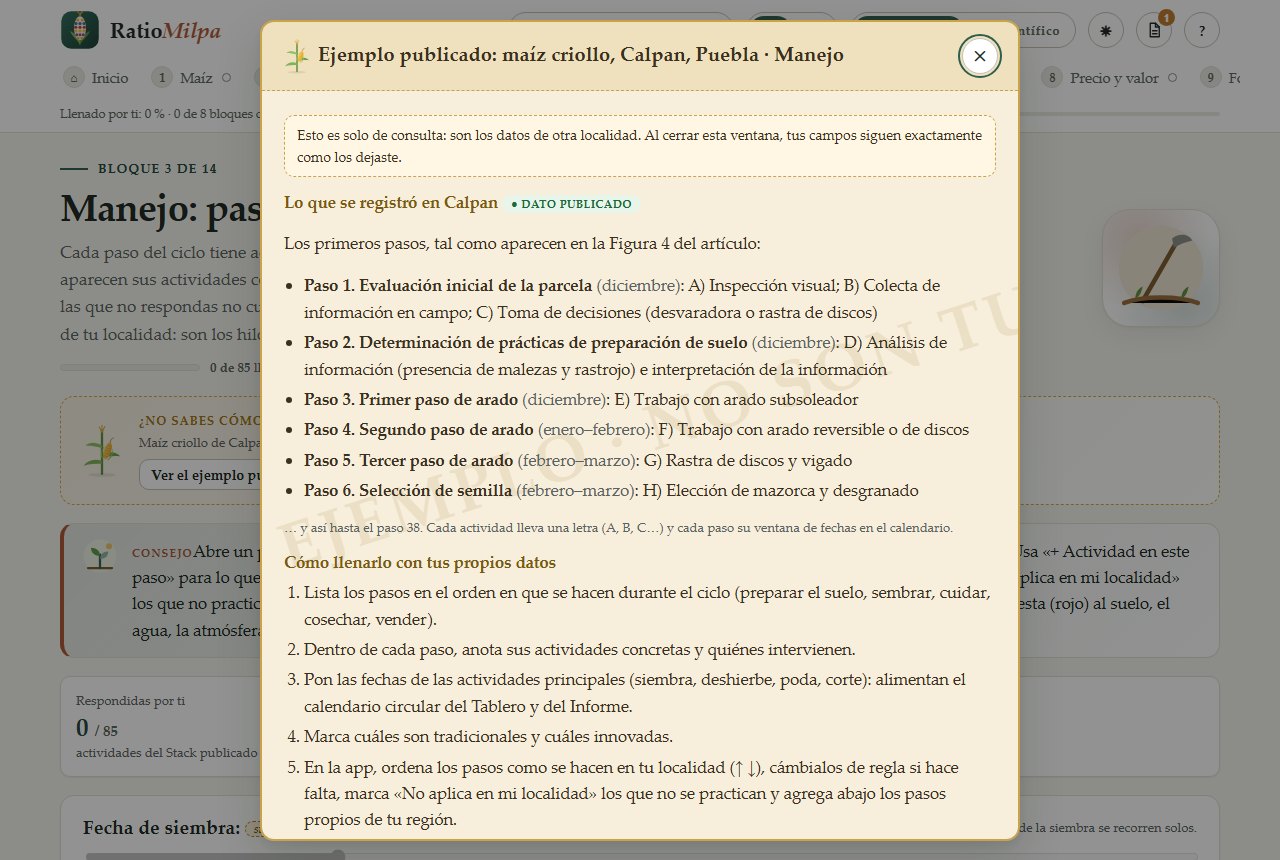 RatioMilpa
ntífico
1
?
Inicio
1 Maíz
8 Precio y valor
9
Llenado por ti: 0 % · 0 de 8 bloques
BLOQUE 3 DE 14
Manejo: pas
Cada paso del ciclo tiene
aparecen sus actividades
las que no respondas no
de tu localidad: son los
0 de 85
¿NO SABES CÓMO
Maíz criollo de Calpa
Ver el ejemplo
CONSEJO Abre un
paso» para lo que
los que no practic
agua, la atmósfera
Usa «+ Actividad en este
plica en mi localidad»
esta (rojo) al suelo, el
Respondidas por ti
0 / 85
actividades del Stack publicado
Fecha de siembra:
de la siembra se recorren solos.
Ejemplo publicado: maíz criollo, Calpan, Puebla · Manejo
Esto es solo de consulta: son los datos de otra localidad. Al cerrar esta ventana, tus campos siguen exactamente
como los dejaste.
Lo que se registró en Calpan • DATO PUBLICADO
Los primeros pasos, tal como aparecen en la Figura 4 del artículo:
• Paso 1. Evaluación inicial de la parcela (diciembre): A) Inspección visual; B) Colecta de
información en campo; C) Toma de decisiones (desvaradora o rastra de discos)
• Paso 2. Determinación de prácticas de preparación de suelo (diciembre): D) Análisis de
información (presencia de malezas y rastrojo) e interpretación de la información
• Paso 3. Primer paso de arado (diciembre): E) Trabajo con arado subsoleador
• Paso 4. Segundo paso de arado (enero–febrero): F) Trabajo con arado reversible o de discos
• Paso 5. Tercer paso de arado (febrero–marzo): G) Rastra de discos y vigado
• Paso 6. Selección de semilla (febrero–marzo): H) Elección de mazorca y desgranado
… y así hasta el paso 38. Cada actividad lleva una letra (A, B, C…) y cada paso su ventana de fechas en el calendario.
EJEMPLO · NO SON TU
Cómo llenarlo con tus propios datos
1. Lista los pasos en el orden en que se hacen durante el ciclo (preparar el suelo, sembrar, cuidar,
cosechar, vender).
2. Dentro de cada paso, anota sus actividades concretas y quiénes intervienen.
3. Pon las fechas de las actividades principales (siembra, deshierbe, poda, corte): alimentan el
calendario circular del Tablero y del Informe.
4. Marca cuáles son tradicionales y cuáles innovadas.
5. En la app, ordena los pasos como se hacen en tu localidad (↑ ↓), cámbialos de regla si hace
falta, marca «No aplica en mi localidad» los que no se practican y agrega abajo los pasos
propios de tu región.